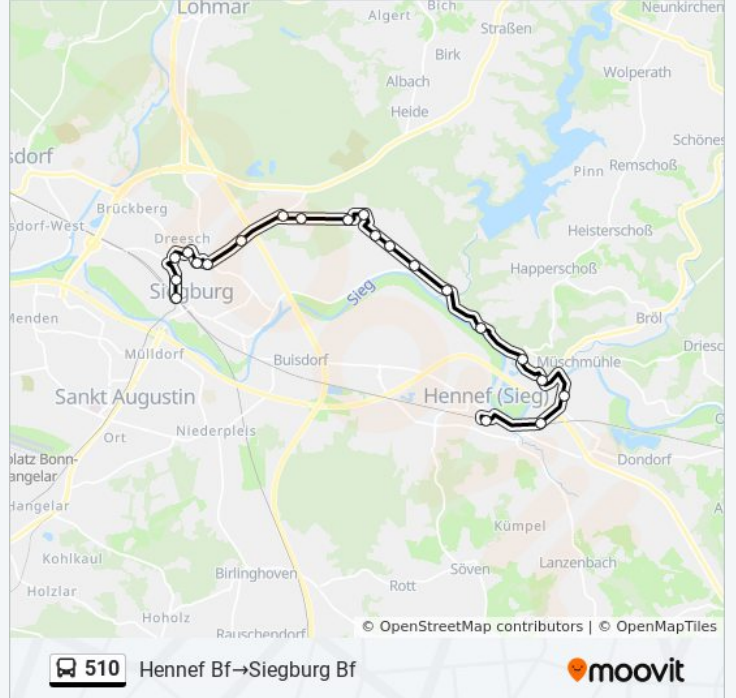 Lohmar
Bich
Algert
Neunkirchen
Straßen
Birk
Wolperath
Albach
Heide
Schönes
sdorf
Pinn
Remschoß
Brückberg
sdorf-West
Heisterschoß
Dreesch
Happerschoß
Siegburg
Sieg
Menden
Bröl
Driesc
Mülldorf
Buisdorf
Müschmühle
Sankt Augustin
Hennef (Sieg)
Ort
Niederpleis
platz Bonn-
angelar
Dondorf
Hangelar
Kümpel
Kohlkaul
Lanzenbach
Söven
Birlinghoven
Rott
Holzlar
Hoholz
Rauschendorf
© OpenStreetMap contributors | © OpenMapTiles
510 Hennef Bf→Siegburg Bf
moovit